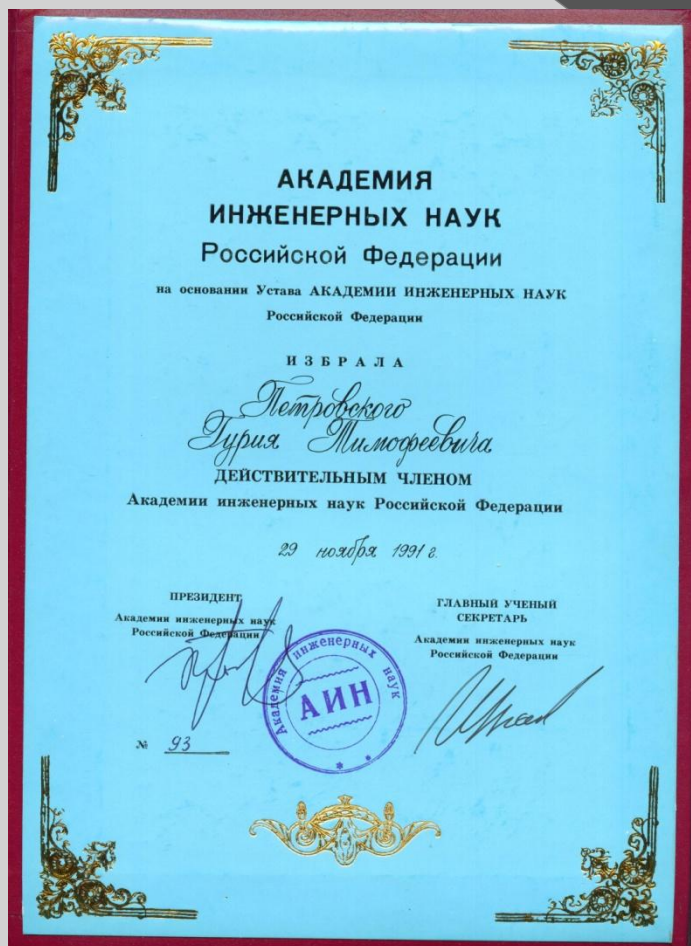 АКАДЕМИЯ
ИНЖЕНЕРНЫХ НАУК
Российской Федерации
на основании Устава АКАДЕМИИ ИНЖЕНЕРНЫХ НАУК
Российской Федерации
ИЗБРАЛА
Петровского
Гурия Тимофеевича
ДЕЙСТВИТЕЛЬНЫМ ЧЛЕНОМ
Академии инженерных наук Российской Федерации
29 ноября 1991 г.
ПРЕЗИДЕНТ
Академии инженерных наук
Российской Федерации
ГЛАВНЫЙ УЧЕНЫЙ
СЕКРЕТАРЬ
Академии инженерных наук
Российской Федерации
Академия инженерных наук
АИН
№ 93